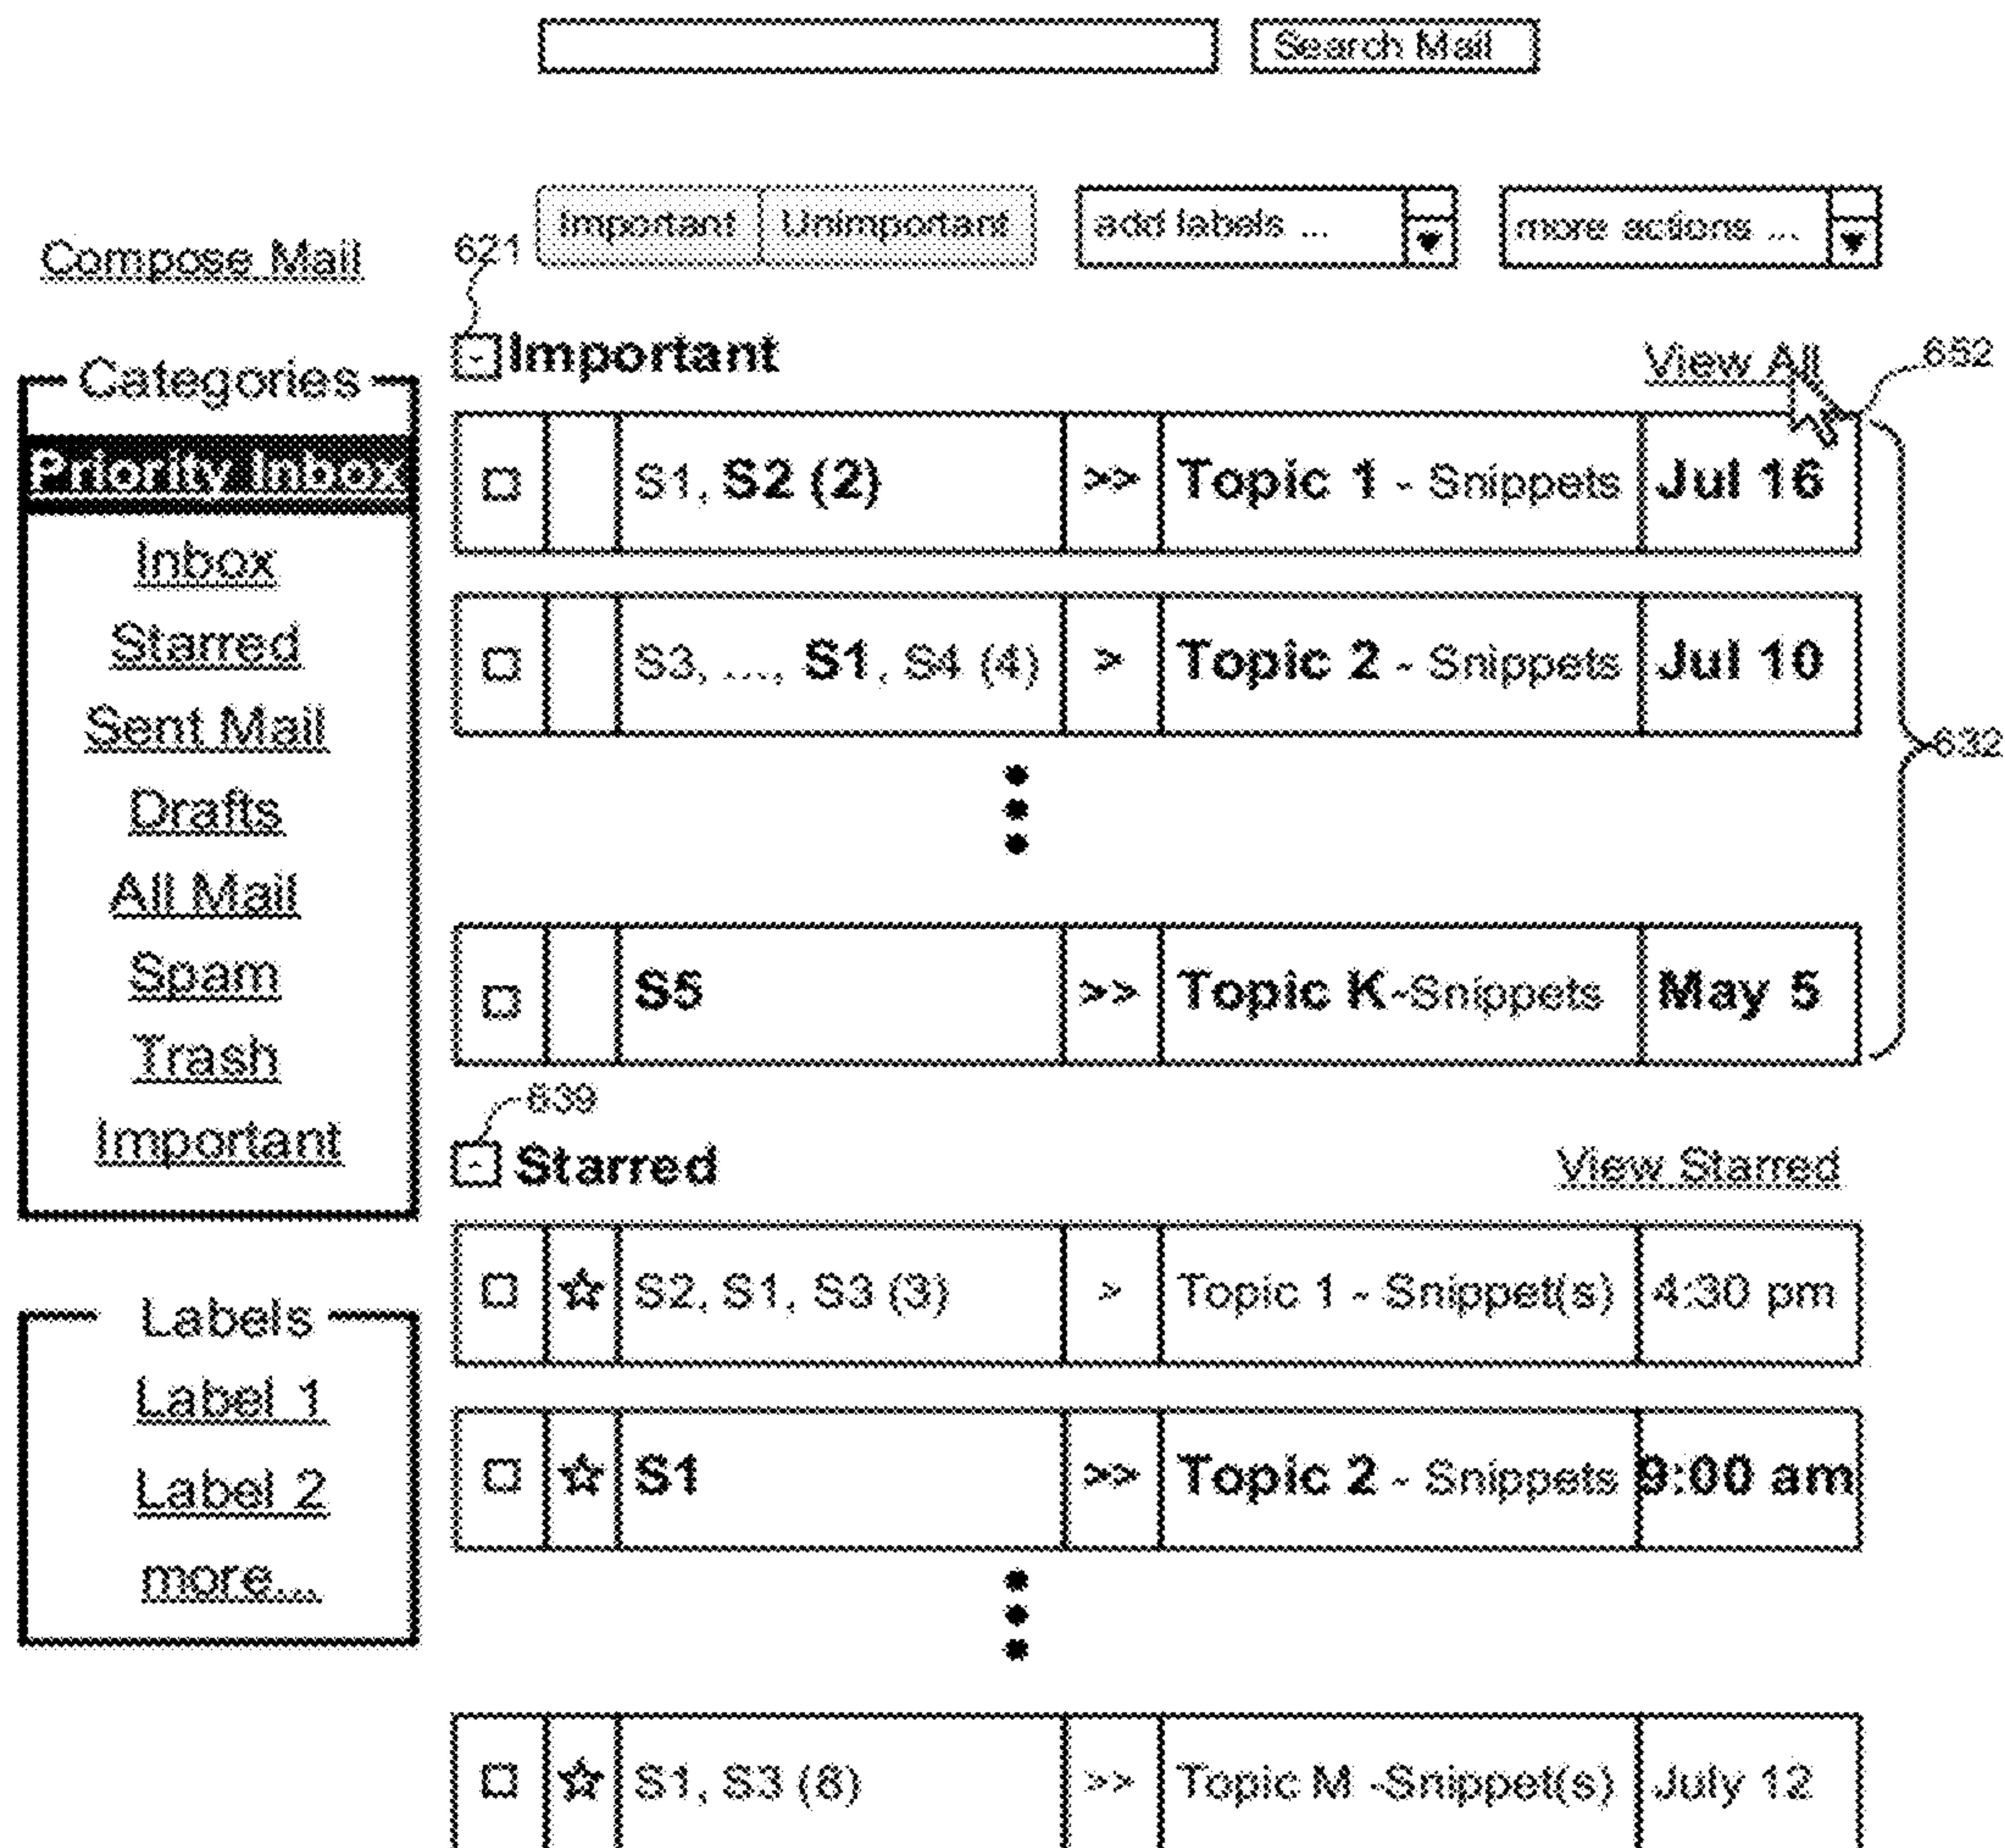 Search Mail
Important Unimportant add labels ... more actions ...
Compose Mail
621
Important View All 652
Categories
Priority Inbox
Inbox
Starred
Sent Mail
Drafts
All Mail
Spam
Trash
Important
S1, S2 (2) >> Topic 1 - Snippets Jul 16
S3, ..., S1, S4 (4) > Topic 2 - Snippets Jul 10
632
S5 >> Topic K-Snippets May 5
639
Starred View Starred
S2, S1, S3 (3) > Topic 1 - Snippet(s) 4:30 pm
S1 >> Topic 2 - Snippets 9:00 am
S1, S3 (6) >> Topic M -Snippet(s) July 12
Labels
Label 1
Label 2
more...